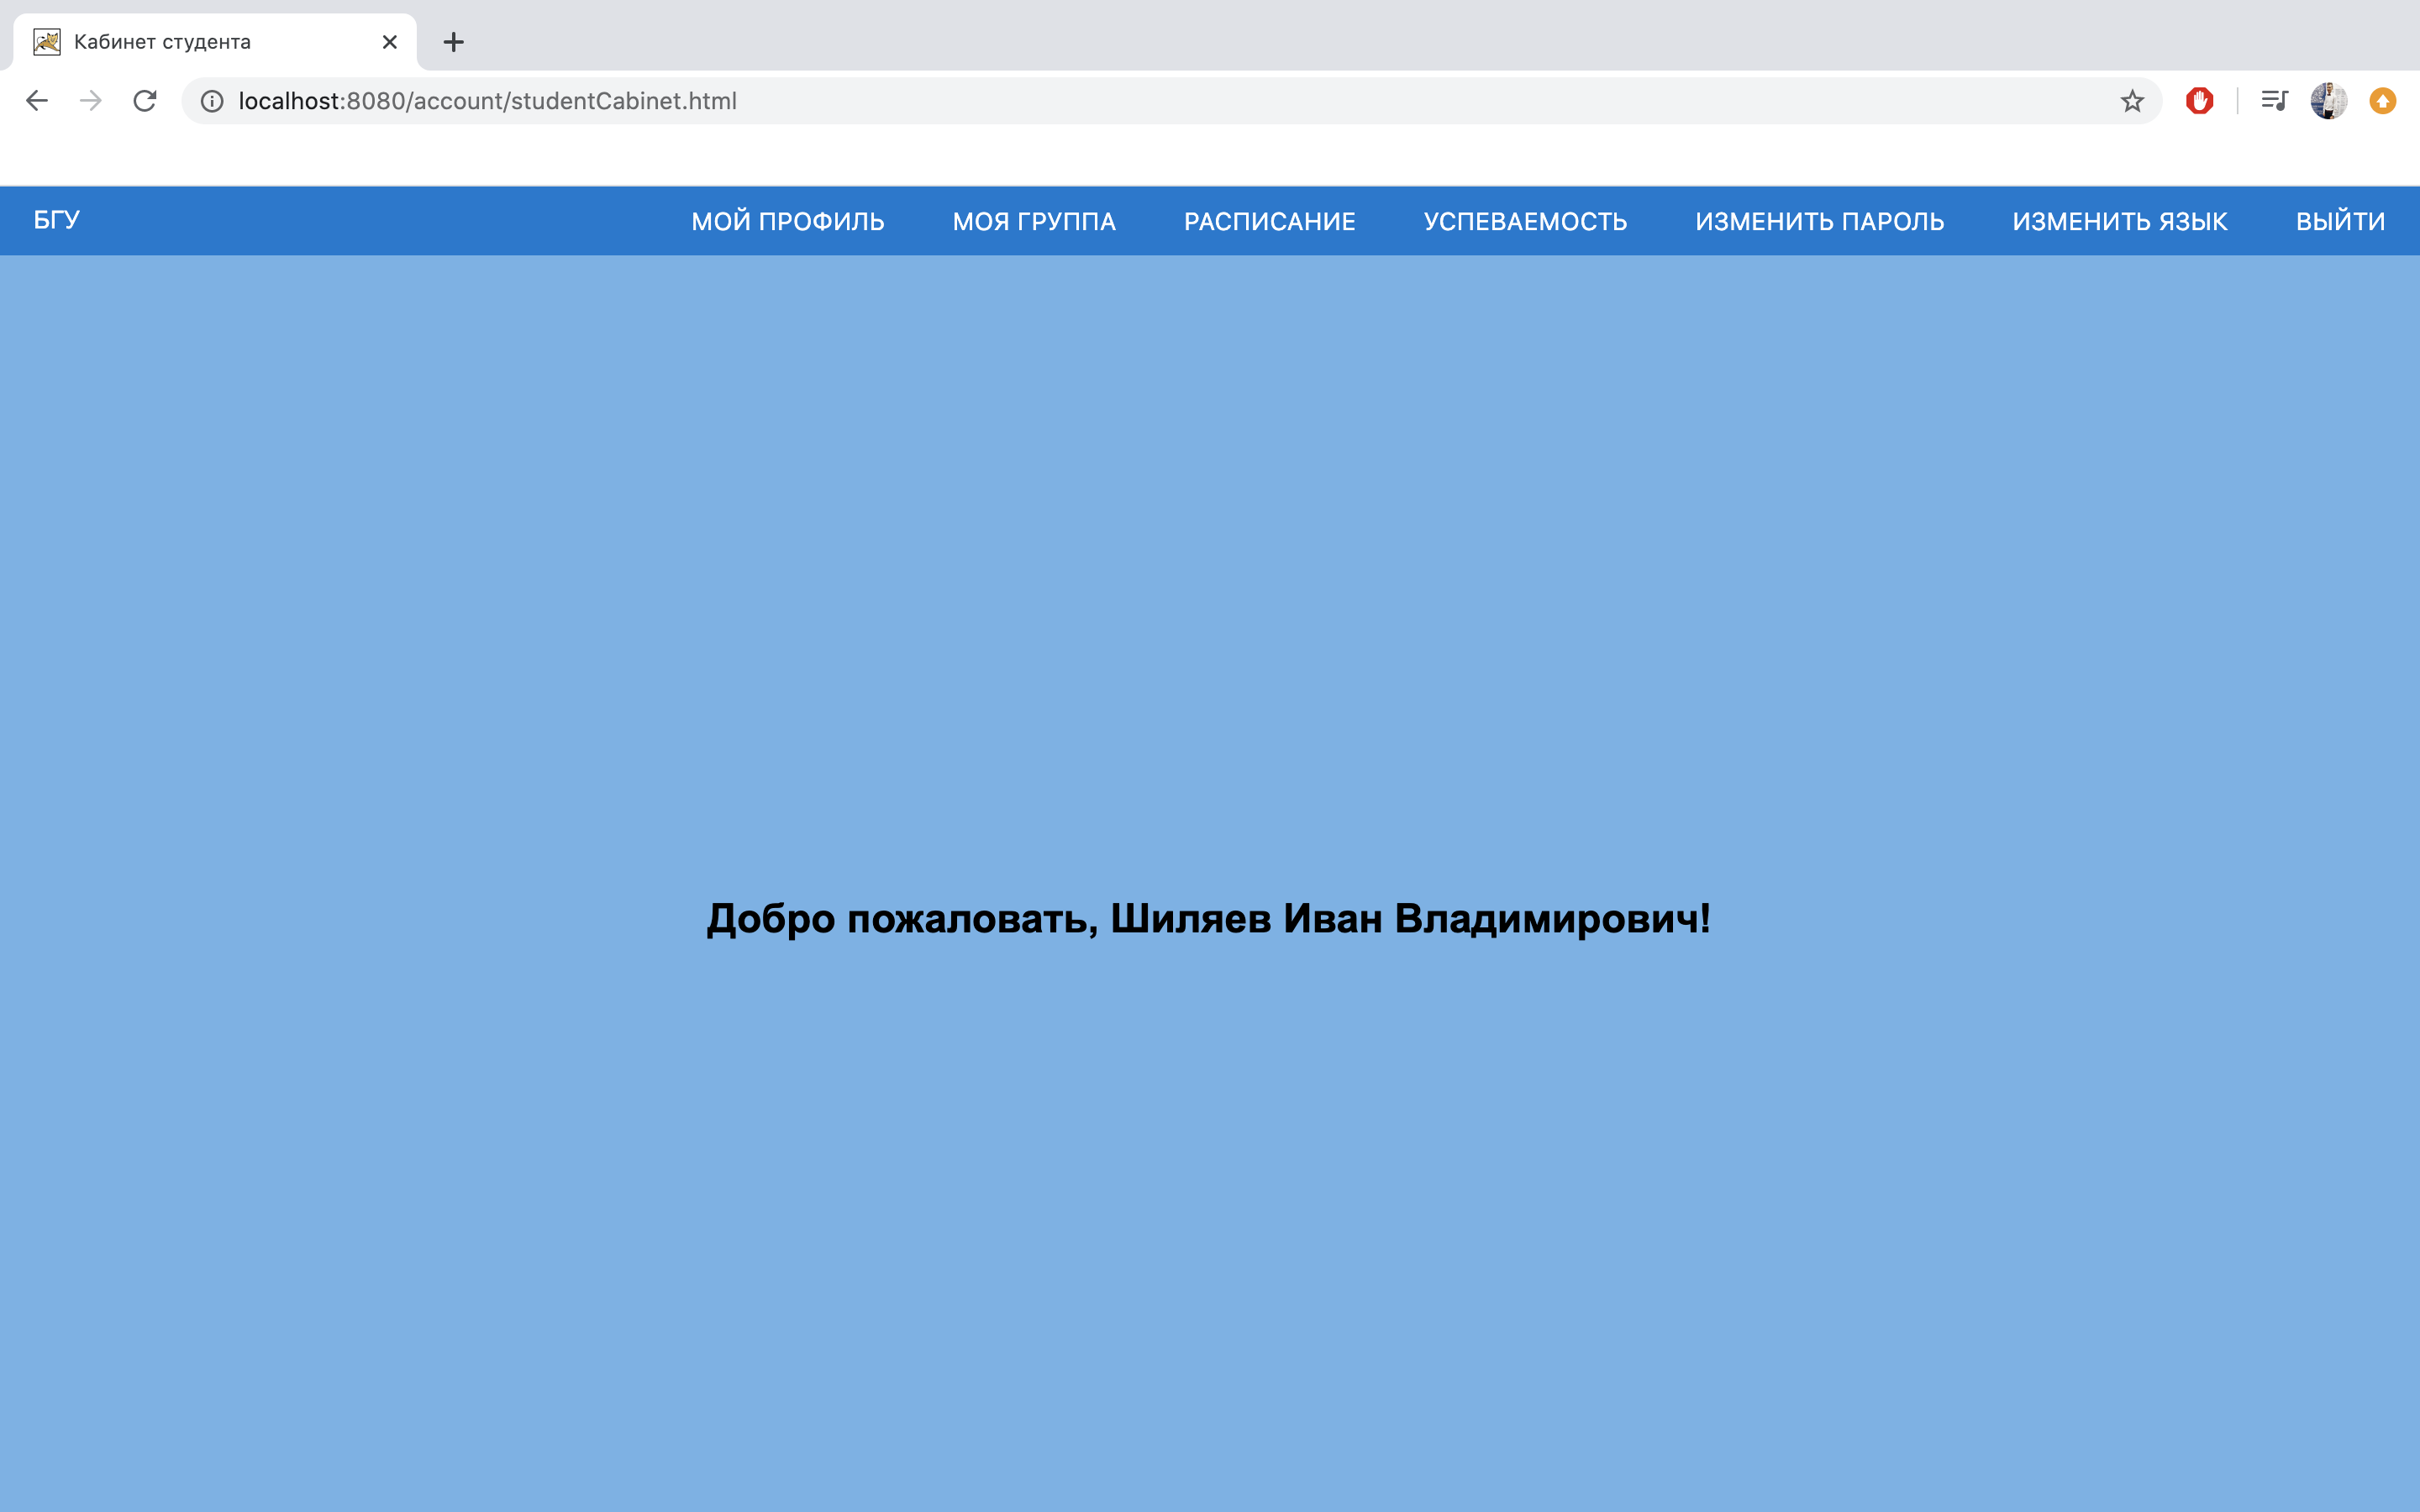 Кабинет студента
localhost:8080/account/studentCabinet.html
БГУ МОЙ ПРОФИЛЬ МОЯ ГРУППА РАСПИСАНИЕ УСПЕВАЕМОСТЬ ИЗМЕНИТЬ ПАРОЛЬ ИЗМЕНИТЬ ЯЗЫК ВЫЙТИ
Добро пожаловать, Шиляев Иван Владимирович!